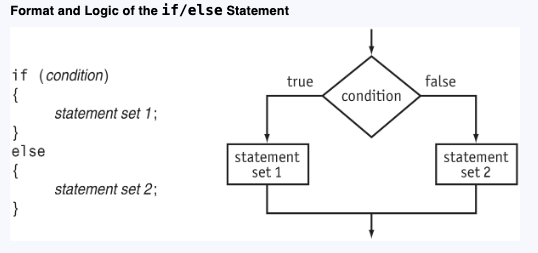 Format and Logic of the if/else Statement
if (condition)
{
statement set 1;
}
else
{
statement set 2;
}
true
false
condition
statement
set 1
statement
set 2